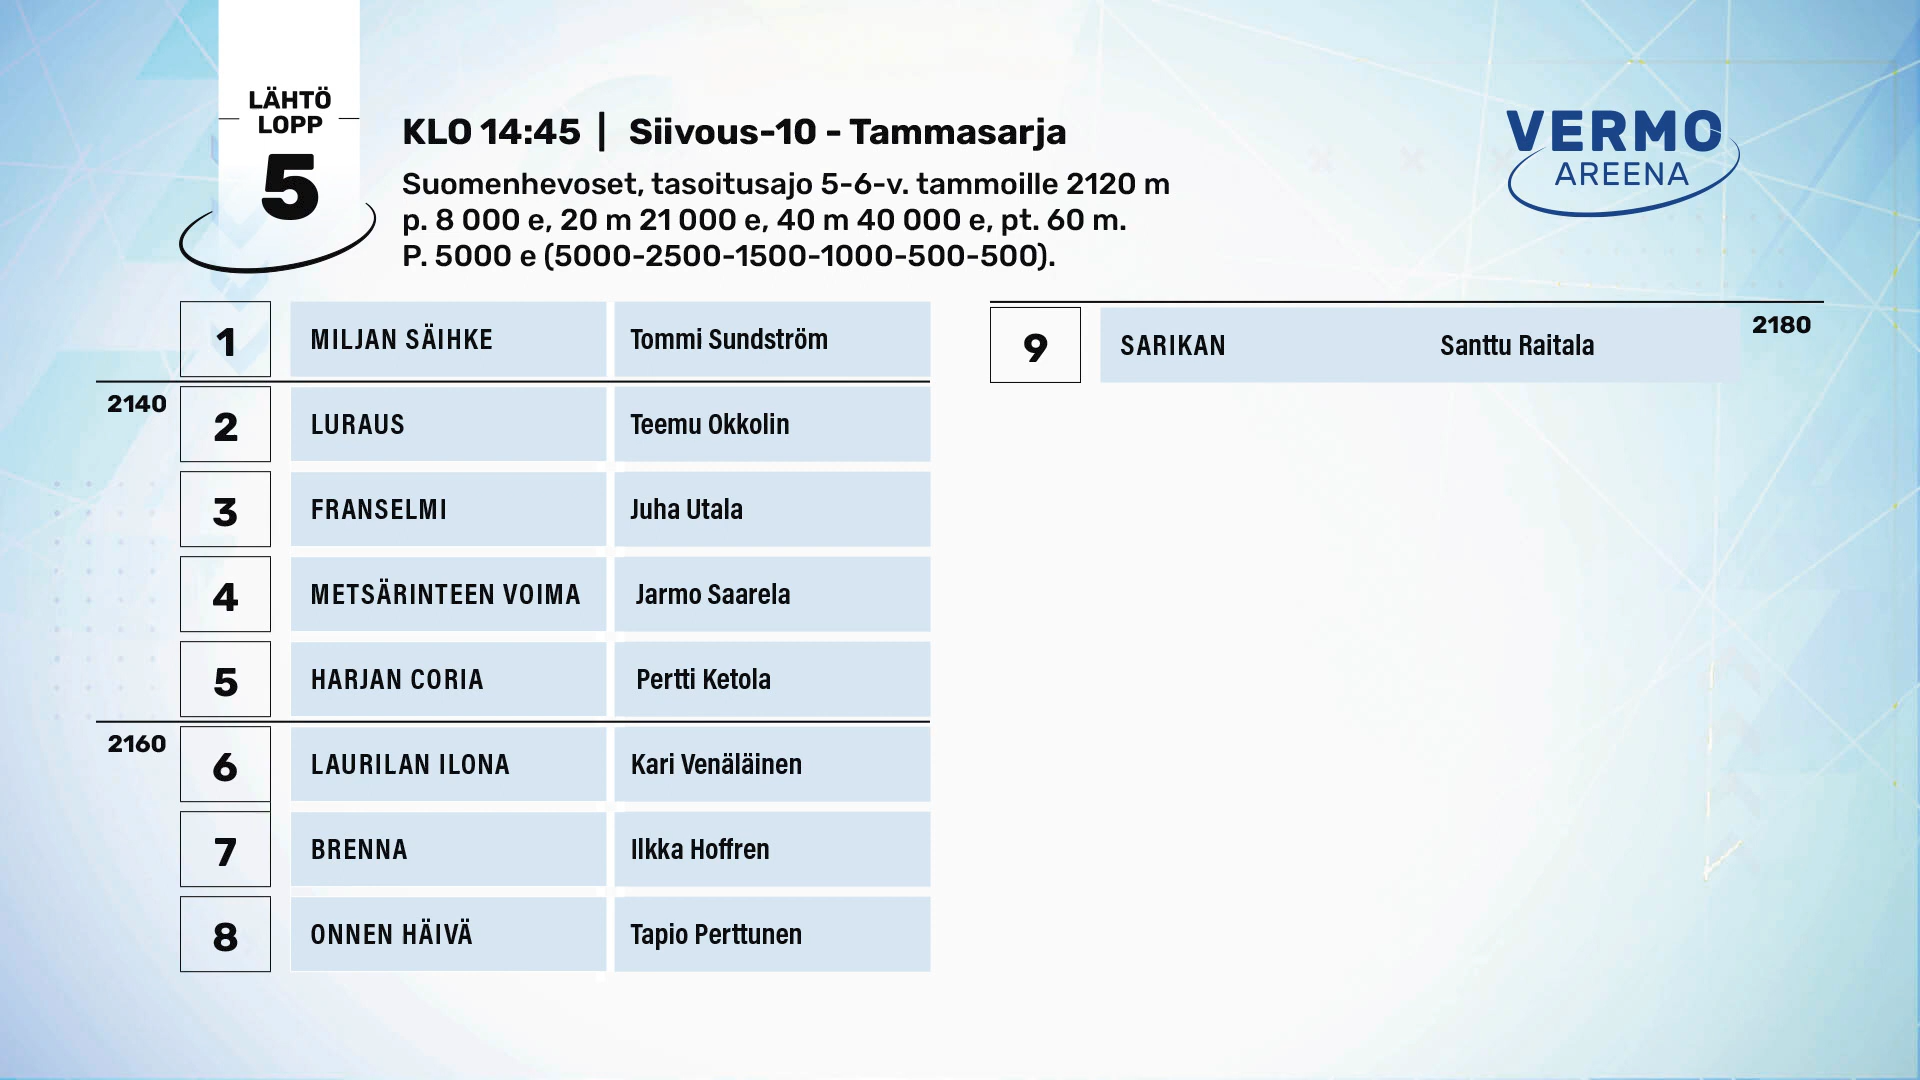 LÄHTÖ
LOPP
5
KLO 14:45 | Siivous-10 - Tammasarja
Suomenhevoset, tasoitusajo 5-6-v. tammoille 2120 m
p. 8 000 e, 20 m 21 000 e, 40 m 40 000 e, pt. 60 m.
P. 5000 e (5000-2500-1500-1000-500-500).
VERMO
AREENA
1 MILJAN SÄIHKE Tommi Sundström
2140
2 LURAUS Teemu Okkolin
3 FRANSELMI Juha Utala
4 METSÄRINTEEN VOIMA Jarmo Saarela
5 HARJAN CORIA Pertti Ketola
2160
6 LAURILAN ILONA Kari Venäläinen
7 BRENNA Ilkka Hoffren
8 ONNEN HÄIVÄ Tapio Perttunen
9 SARIKAN Santtu Raitala 2180